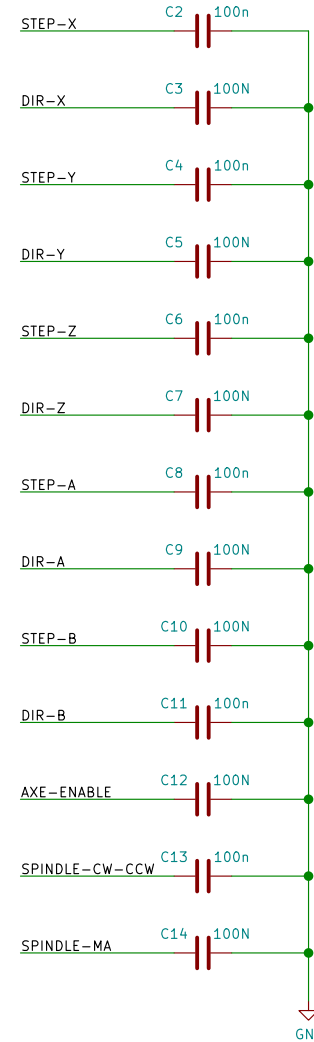 C2 100n
STEP-X
C3 100N
DIR-X
C4 100n
STEP-Y
C5 100N
DIR-Y
C6 100n
STEP-Z
C7 100N
DIR-Z
C8 100n
STEP-A
C9 100N
DIR-A
C10 100N
STEP-B
C11 100n
DIR-B
C12 100N
AXE-ENABLE
C13 100n
SPINDLE-CW-CCW
C14 100N
SPINDLE-MA
GN